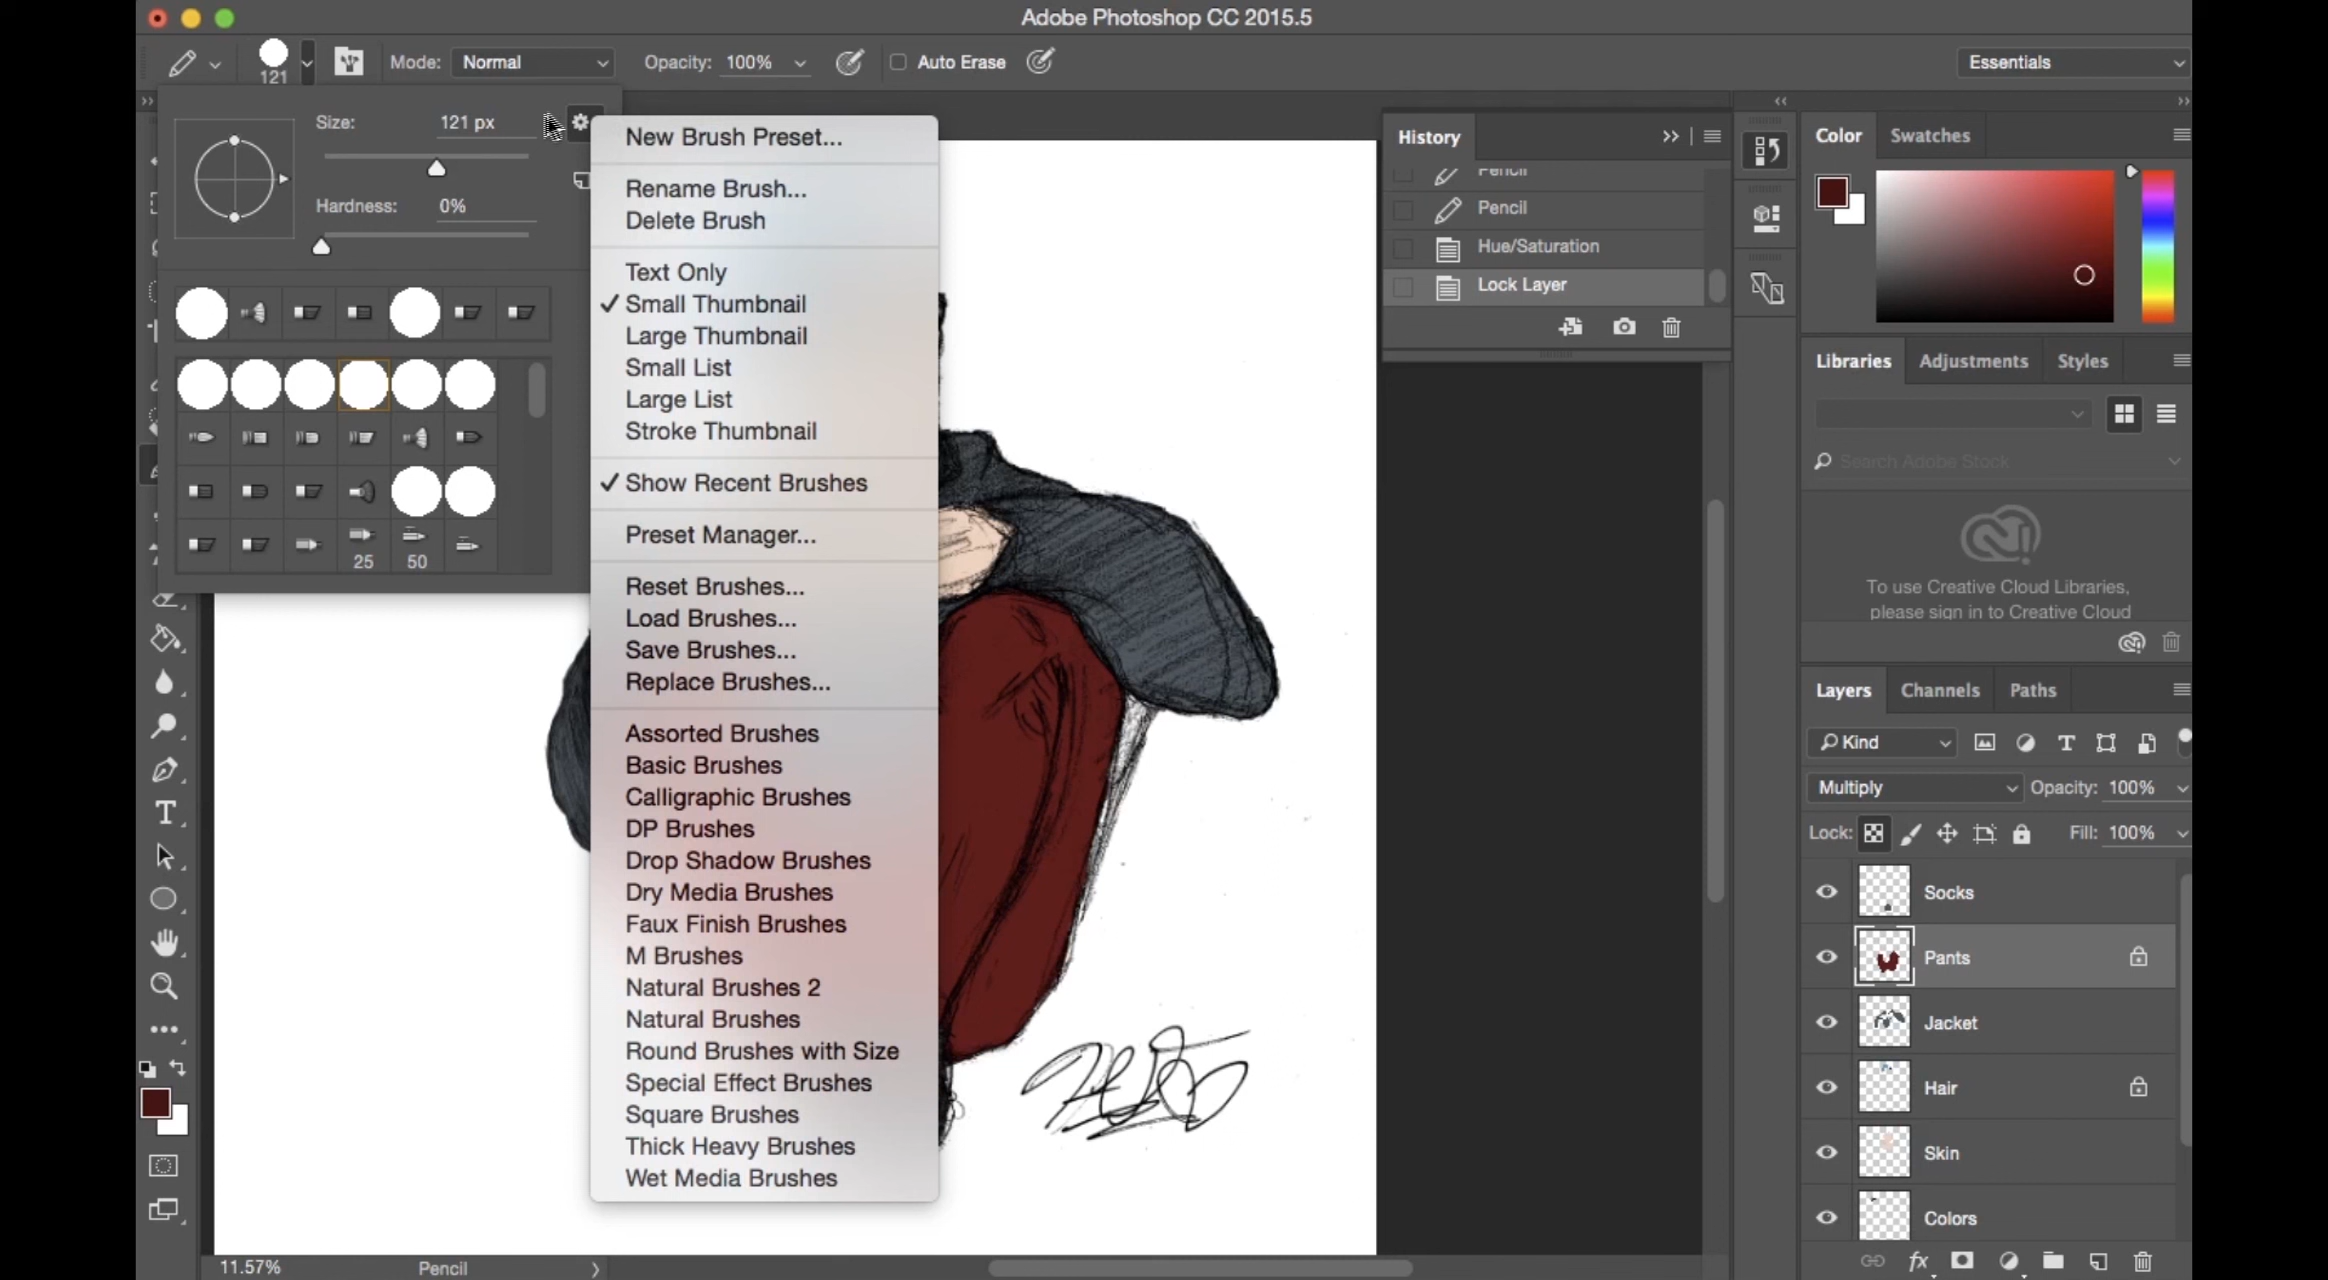 Adobe Photoshop CC 2015.5
121
Mode: Normal
Opacity: 100%
Auto Erase
Essentials
Size: 121 px
Hardness: 0%
25 50
New Brush Preset...
Rename Brush...
Delete Brush
Text Only
✓ Small Thumbnail
Large Thumbnail
Small List
Large List
Stroke Thumbnail
✓ Show Recent Brushes
Preset Manager...
Reset Brushes...
Load Brushes...
Save Brushes...
Replace Brushes...
Assorted Brushes
Basic Brushes
Calligraphic Brushes
DP Brushes
Drop Shadow Brushes
Dry Media Brushes
Faux Finish Brushes
M Brushes
Natural Brushes 2
Natural Brushes
Round Brushes with Size
Special Effect Brushes
Square Brushes
Thick Heavy Brushes
Wet Media Brushes
History
Pencil
Pencil
Hue/Saturation
Lock Layer
Color Swatches
Libraries Adjustments Styles
Search Adobe Stock
To use Creative Cloud Libraries,
please sign in to Creative Cloud
Layers Channels Paths
Kind
Multiply Opacity: 100%
Lock: Fill: 100%
Socks
Pants
Jacket
Hair
Skin
Colors
fx
11.57% Pencil